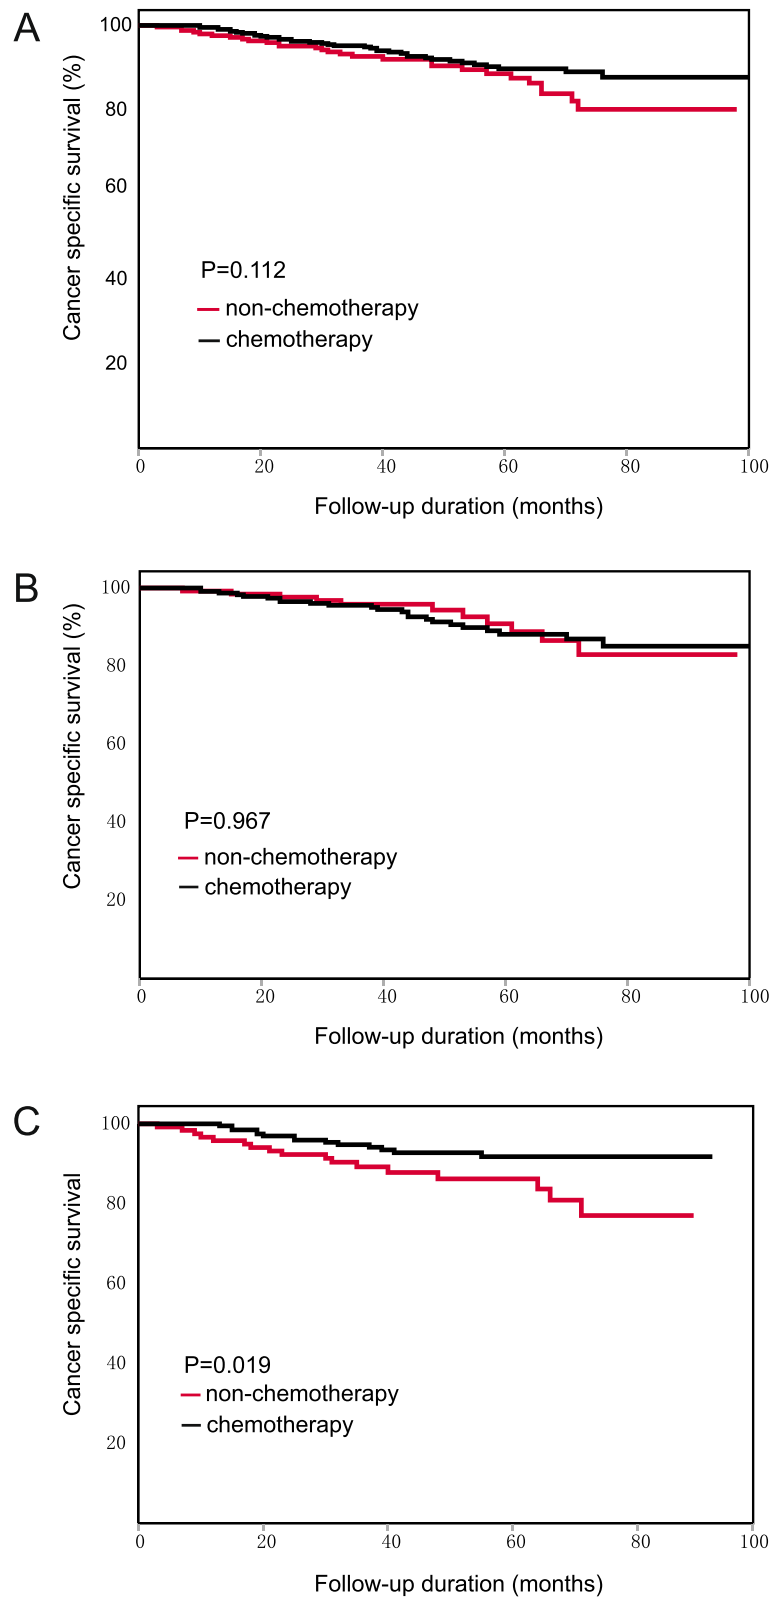 A
Cancer specific survival (%)
100
80
60
40
20
P=0.112
non-chemotherapy
chemotherapy
0 20 40 60 80 100
Follow-up duration (months)
B
Cancer specific survival (%)
100
80
60
40
20
P=0.967
non-chemotherapy
chemotherapy
0 20 40 60 80 100
Follow-up duration (months)
C
Cancer specific survival
100
80
60
40
20
P=0.019
non-chemotherapy
chemotherapy
0 20 40 60 80 100
Follow-up duration (months)